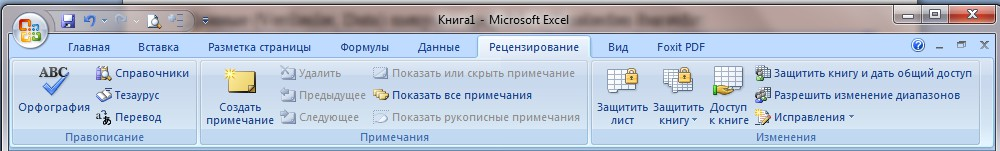 Книга1 - Microsoft Excel
Главная Вставка Разметка страницы Формулы Данные Рецензирование Вид Foxit PDF
ABC
Орфография
Справочники
Тезаурус
Перевод
Правописание
Создать примечание
Удалить
Предыдущее
Следующее
Показать или скрыть примечание
Показать все примечания
Показать рукописные примечания
Примечания
Защитить лист
Защитить книгу
Доступ к книге
Защитить книгу и дать общий доступ
Разрешить изменение диапазонов
Исправления
Изменения